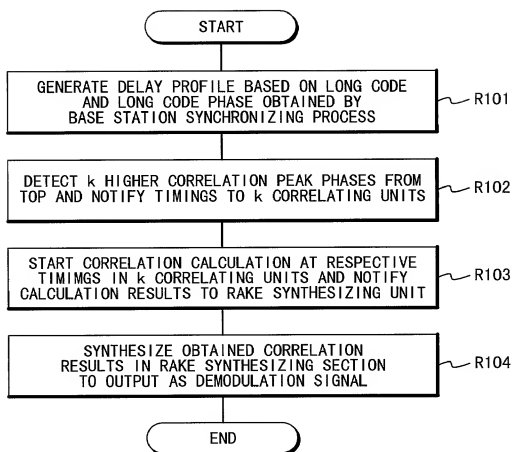 START
GENERATE DELAY PROFILE BASED ON LONG CODE
AND LONG CODE PHASE OBTAINED BY
BASE STATION SYNCHRONIZING PROCESS
R101
DETECT k HIGHER CORRELATION PEAK PHASES FROM
TOP AND NOTIFY TIMINGS TO k CORRELATING UNITS
R102
START CORRELATION CALCULATION AT RESPECTIVE
TIMIMGS IN k CORRELATING UNITS AND NOTIFY
CALCULATION RESULTS TO RAKE SYNTHESIZING UNIT
R103
SYNTHESIZE OBTAINED CORRELATION
RESULTS IN RAKE SYNTHESIZING SECTION
TO OUTPUT AS DEMODULATION SIGNAL
R104
END